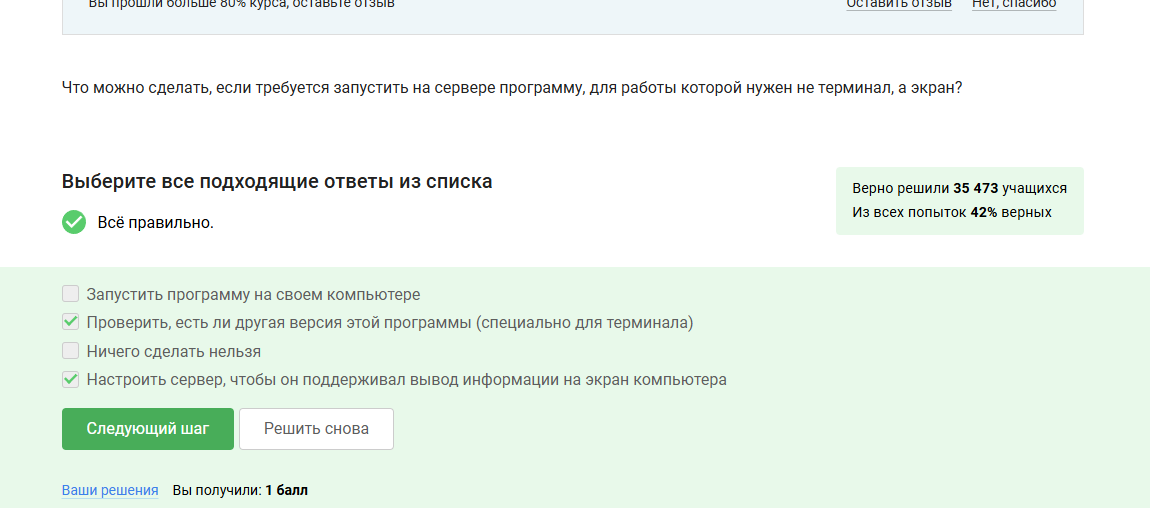 Вы прошли больше 80% курса, оставьте отзыв
Оставить отзыв Нет, спасибо
Что можно сделать, если требуется запустить на сервере программу, для работы которой нужен не терминал, а экран?
Выберите все подходящие ответы из списка
Всё правильно.
Верно решили 35 473 учащихся
Из всех попыток 42% верных
Запустить программу на своем компьютере
Проверить, есть ли другая версия этой программы (специально для терминала)
Ничего сделать нельзя
Настроить сервер, чтобы он поддерживал вывод информации на экран компьютера
Следующий шаг Решить снова
Ваши решения Вы получили: 1 балл